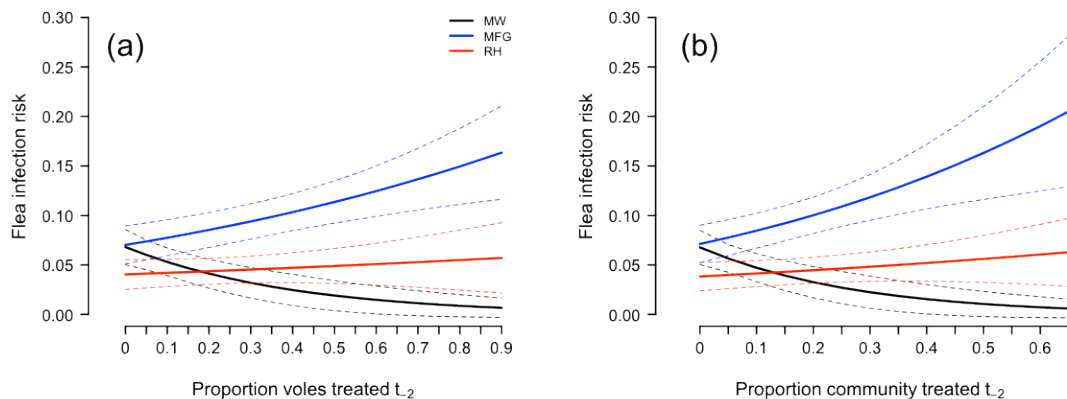 (a)
MW
MFG
RH
0.30
0.25
0.20
0.15
0.10
0.05
0.00
Flea infection risk
0 0.1 0.2 0.3 0.4 0.5 0.6 0.7 0.8 0.9
Proportion voles treated t–2
(b)
0.30
0.25
0.20
0.15
0.10
0.05
0.00
Flea infection risk
0 0.1 0.2 0.3 0.4 0.5 0.6
Proportion community treated t–2